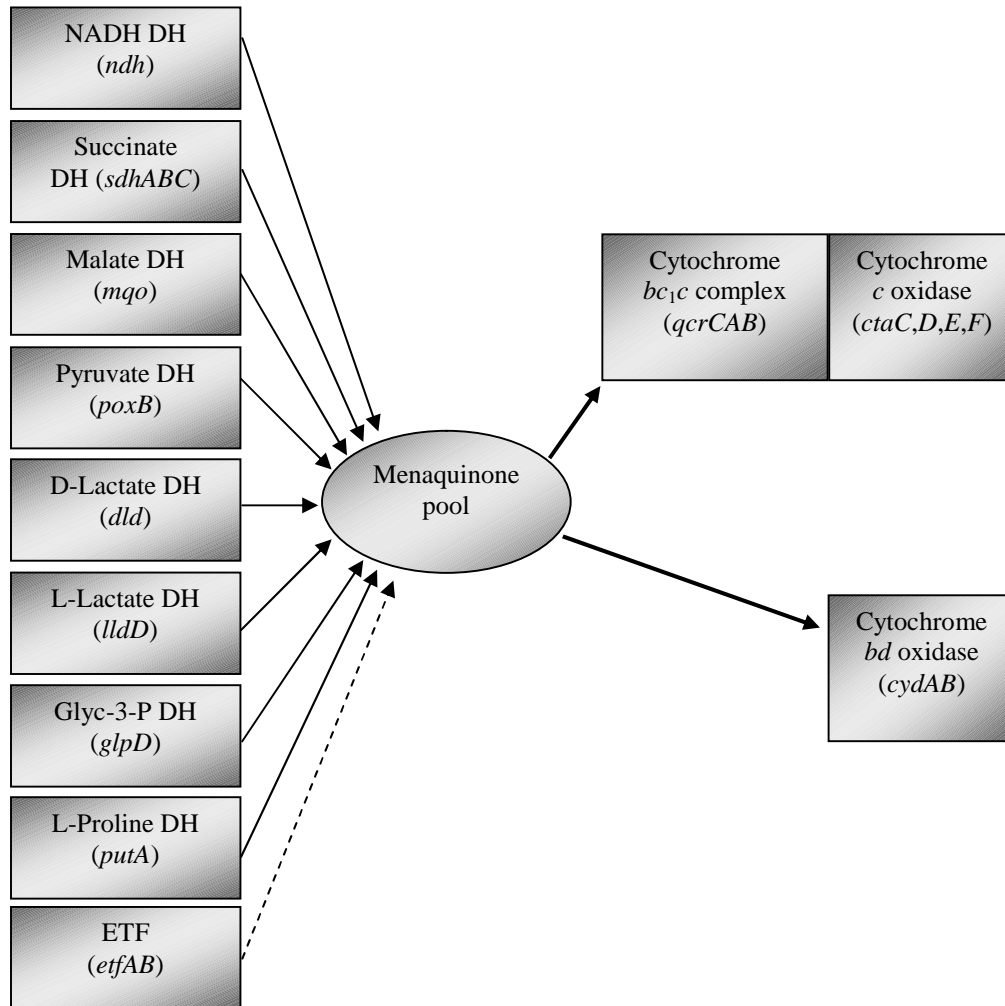 NADH DH
(ndh)
Succinate
DH (sdhABC)
Malate DH
(mqo)
Pyruvate DH
(poxB)
D-Lactate DH
(dld)
L-Lactate DH
(lldD)
Glyc-3-P DH
(glpD)
L-Proline DH
(putA)
ETF
(etfAB)
Menaquinone
pool
Cytochrome
bc₁c complex
(qcrCAB)
Cytochrome
c oxidase
(ctaC,D,E,F)
Cytochrome
bd oxidase
(cydAB)